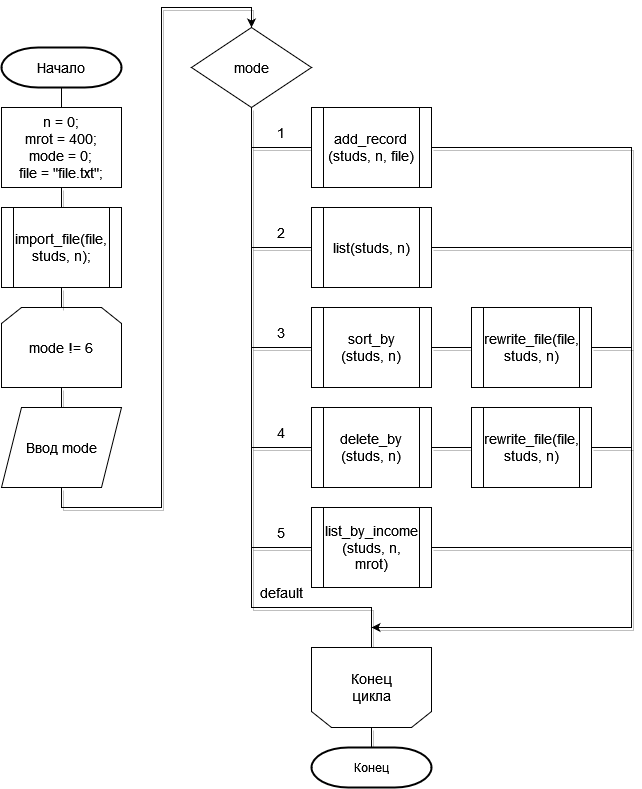 Начало
n = 0;
mrot = 400;
mode = 0;
file = "file.txt";
import_file(file,
studs, n);
mode != 6
Ввод mode
mode
1
add_record
(studs, n, file)
2
list(studs, n)
3
sort_by
(studs, n)
rewrite_file(file,
studs, n)
4
delete_by
(studs, n)
rewrite_file(file,
studs, n)
5
list_by_income
(studs, n,
mrot)
default
Конец
цикла
Конец